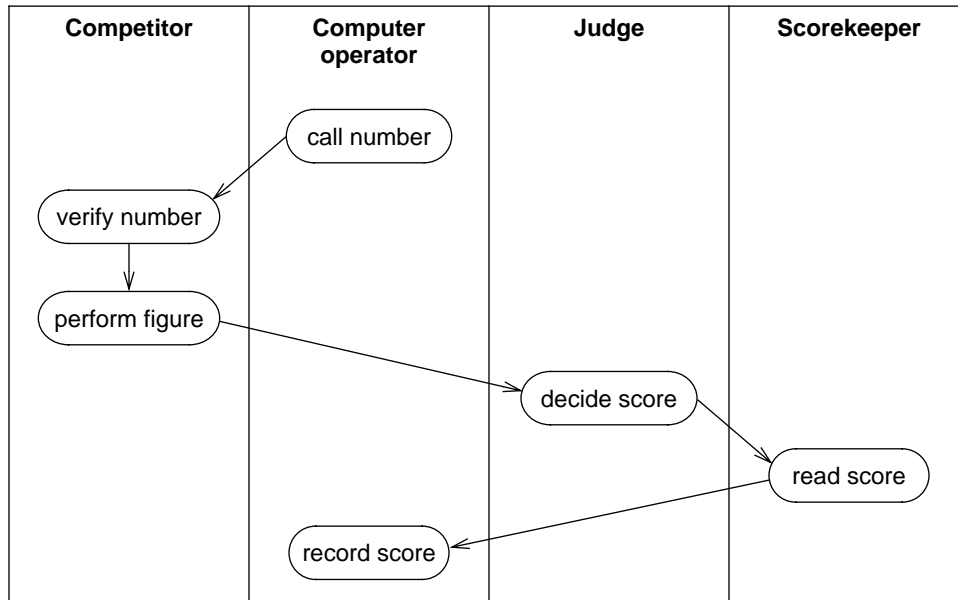 Competitor
Computer
operator
Judge
Scorekeeper
call number
verify number
perform figure
decide score
read score
record score